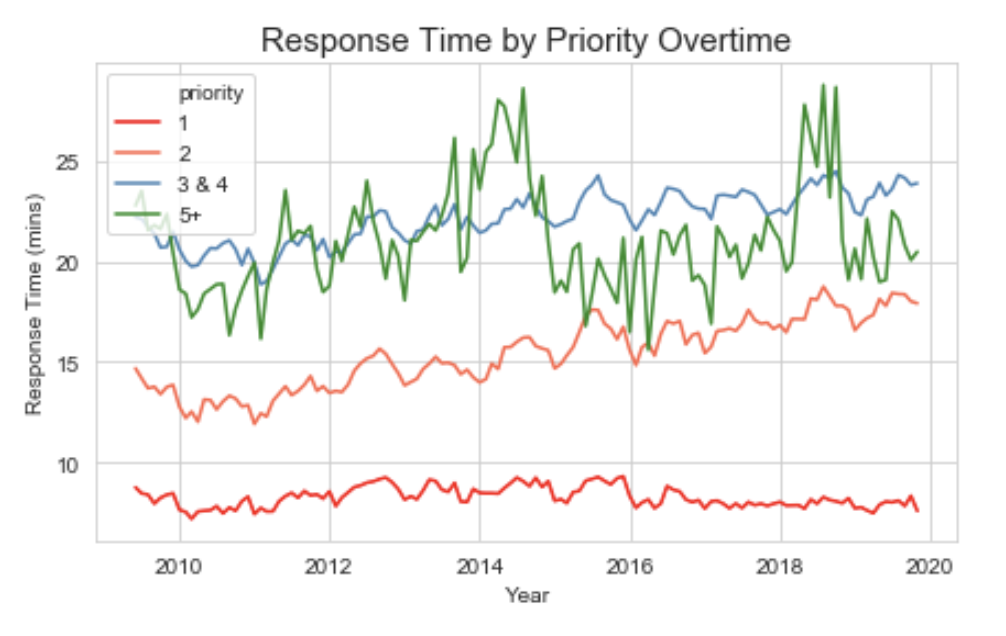 Response Time by Priority Overtime
priority
1
2
3 & 4
5+
Response Time (mins)
25
20
15
10
2010 2012 2014 2016 2018 2020
Year